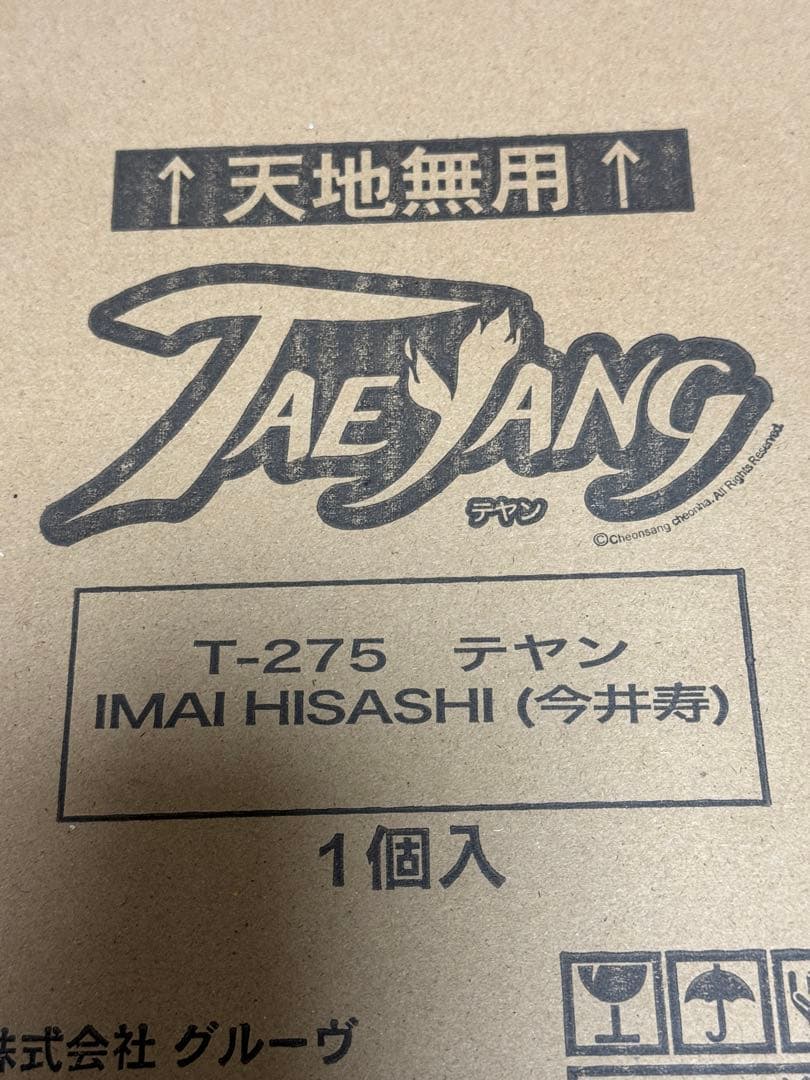 ↑天地無用↑
TAEYANG
テヤン
©Cheonsang cheonha. All Rights Reserved.
T-275 テヤン
IMAI HISASHI (今井寿)
1個入
株式会社 グルーヴ